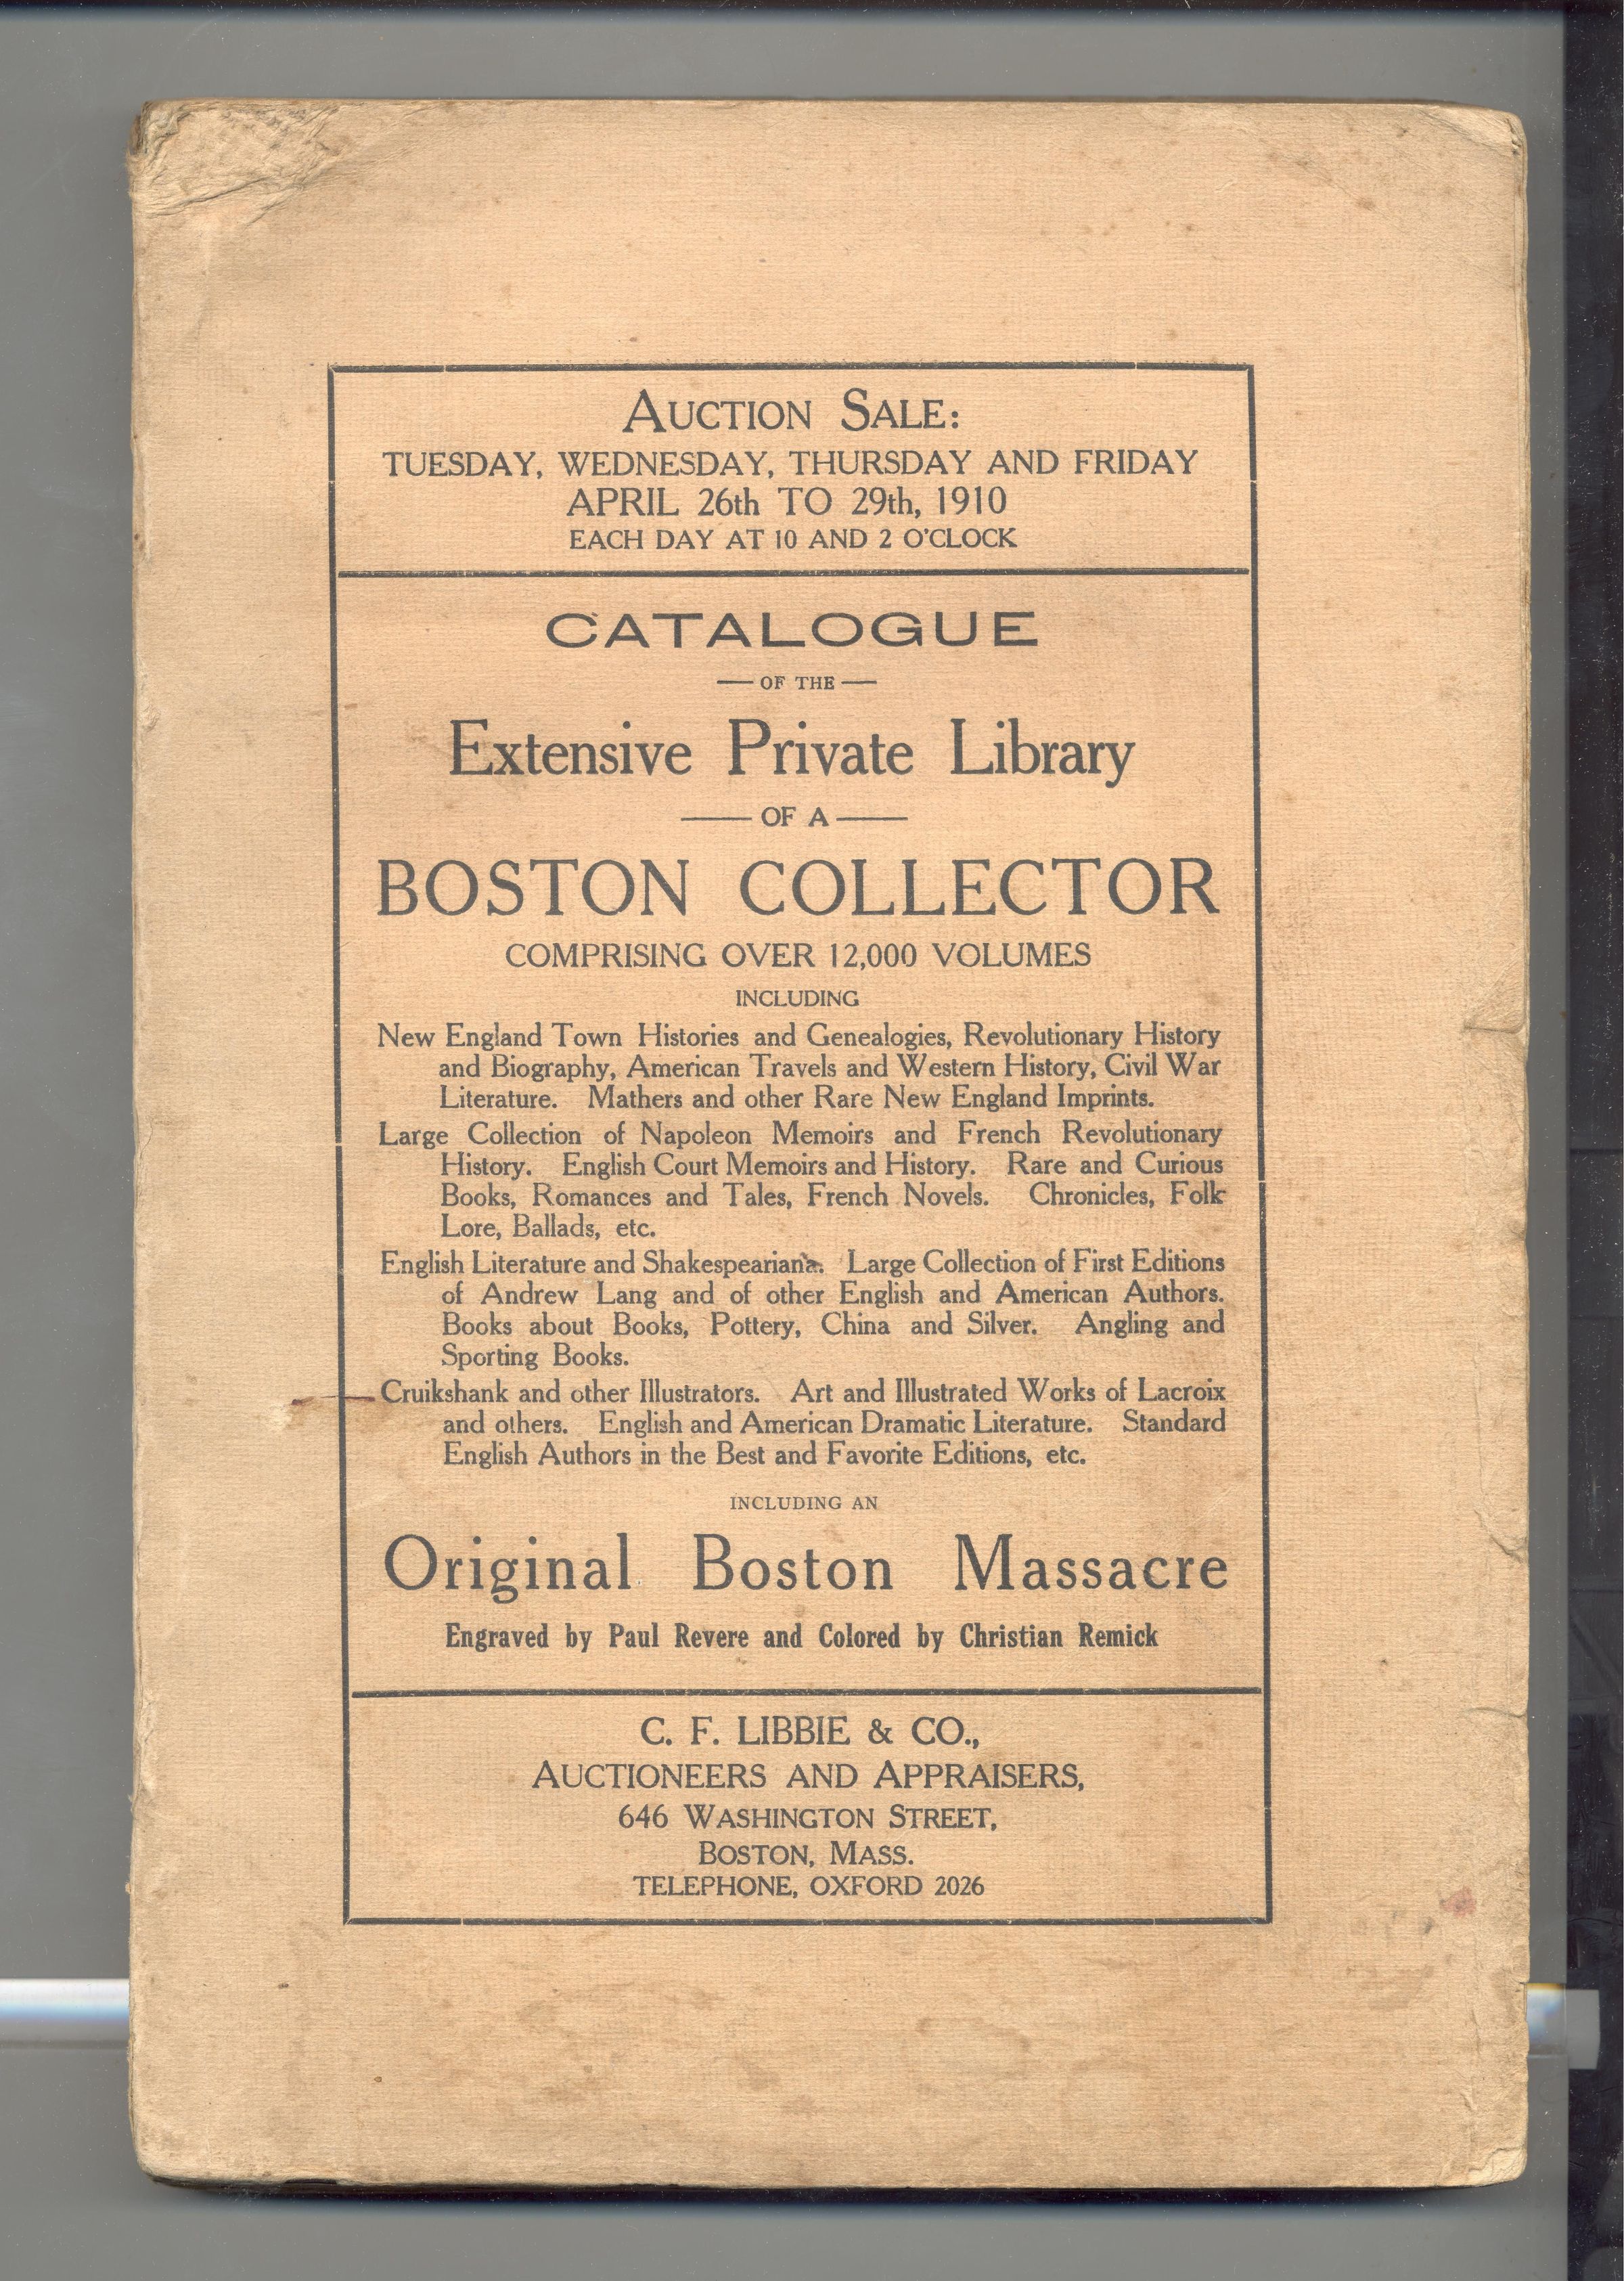 AUCTION SALE:
TUESDAY, WEDNESDAY, THURSDAY AND FRIDAY
APRIL 26th TO 29th, 1910
EACH DAY AT 10 AND 2 O'CLOCK
CATALOGUE
— OF THE —
Extensive Private Library
— OF A —
BOSTON COLLECTOR
COMPRISING OVER 12,000 VOLUMES
INCLUDING
New England Town Histories and Genealogies, Revolutionary History
and Biography, American Travels and Western History, Civil War
Literature. Mathers and other Rare New England Imprints.
Large Collection of Napoleon Memoirs and French Revolutionary
History. English Court Memoirs and History. Rare and Curious
Books, Romances and Tales, French Novels. Chronicles, Folk
Lore, Ballads, etc.
English Literature and Shakespeariana. Large Collection of First Editions
of Andrew Lang and of other English and American Authors.
Books about Books, Pottery, China and Silver. Angling and
Sporting Books.
Cruikshank and other Illustrators. Art and Illustrated Works of Lacroix
and others. English and American Dramatic Literature. Standard
English Authors in the Best and Favorite Editions, etc.
INCLUDING AN
Original Boston Massacre
Engraved by Paul Revere and Colored by Christian Remick
C. F. LIBBIE & CO.,
AUCTIONEERS AND APPRAISERS,
646 WASHINGTON STREET,
BOSTON, MASS.
TELEPHONE, OXFORD 2026